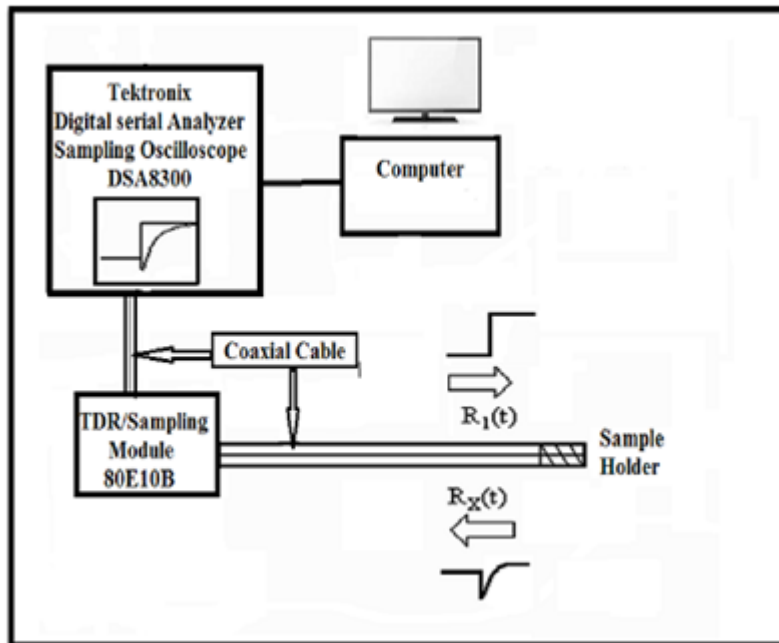 Tektronix
Digital serial Analyzer
Sampling Oscilloscope
DSA8300
Computer
Coaxial Cable
TDR/Sampling
Module
80E10B
R₁(t)
Sample
Holder
Rₓ(t)